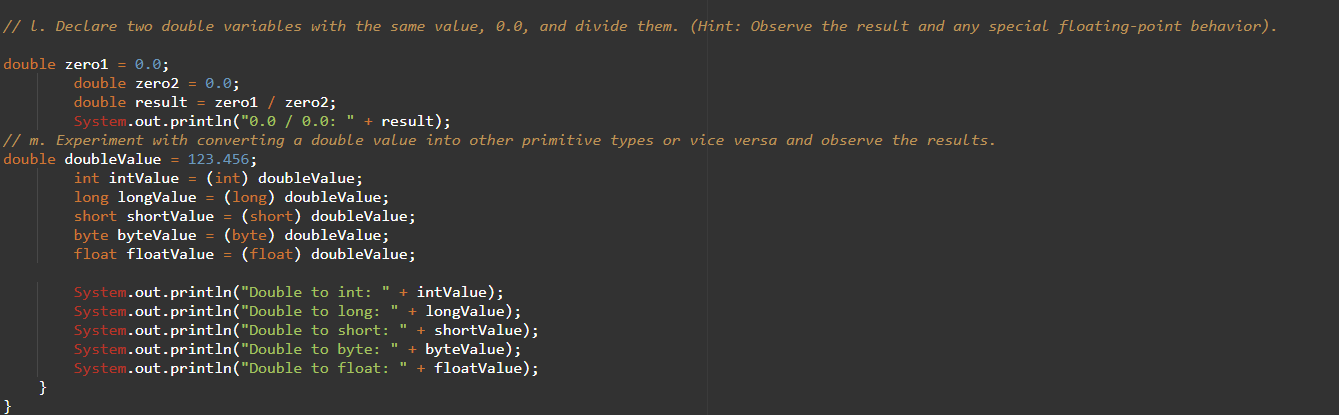 // l. Declare two double variables with the same value, 0.0, and divide them. (Hint: Observe the result and any special floating-point behavior).
double zero1 = 0.0;
double zero2 = 0.0;
double result = zero1 / zero2;
System.out.println("0.0 / 0.0: " + result);
// m. Experiment with converting a double value into other primitive types or vice versa and observe the results.
double doubleValue = 123.456;
int intValue = (int) doubleValue;
long longValue = (long) doubleValue;
short shortValue = (short) doubleValue;
byte byteValue = (byte) doubleValue;
float floatValue = (float) doubleValue;
System.out.println("Double to int: " + intValue);
System.out.println("Double to long: " + longValue);
System.out.println("Double to short: " + shortValue);
System.out.println("Double to byte: " + byteValue);
System.out.println("Double to float: " + floatValue);
}
}